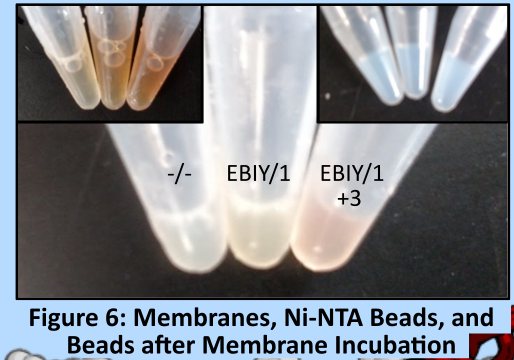 -/- EBIY/1 EBIY/1
+3
Figure 6: Membranes, Ni-NTA Beads, and
Beads after Membrane Incubation